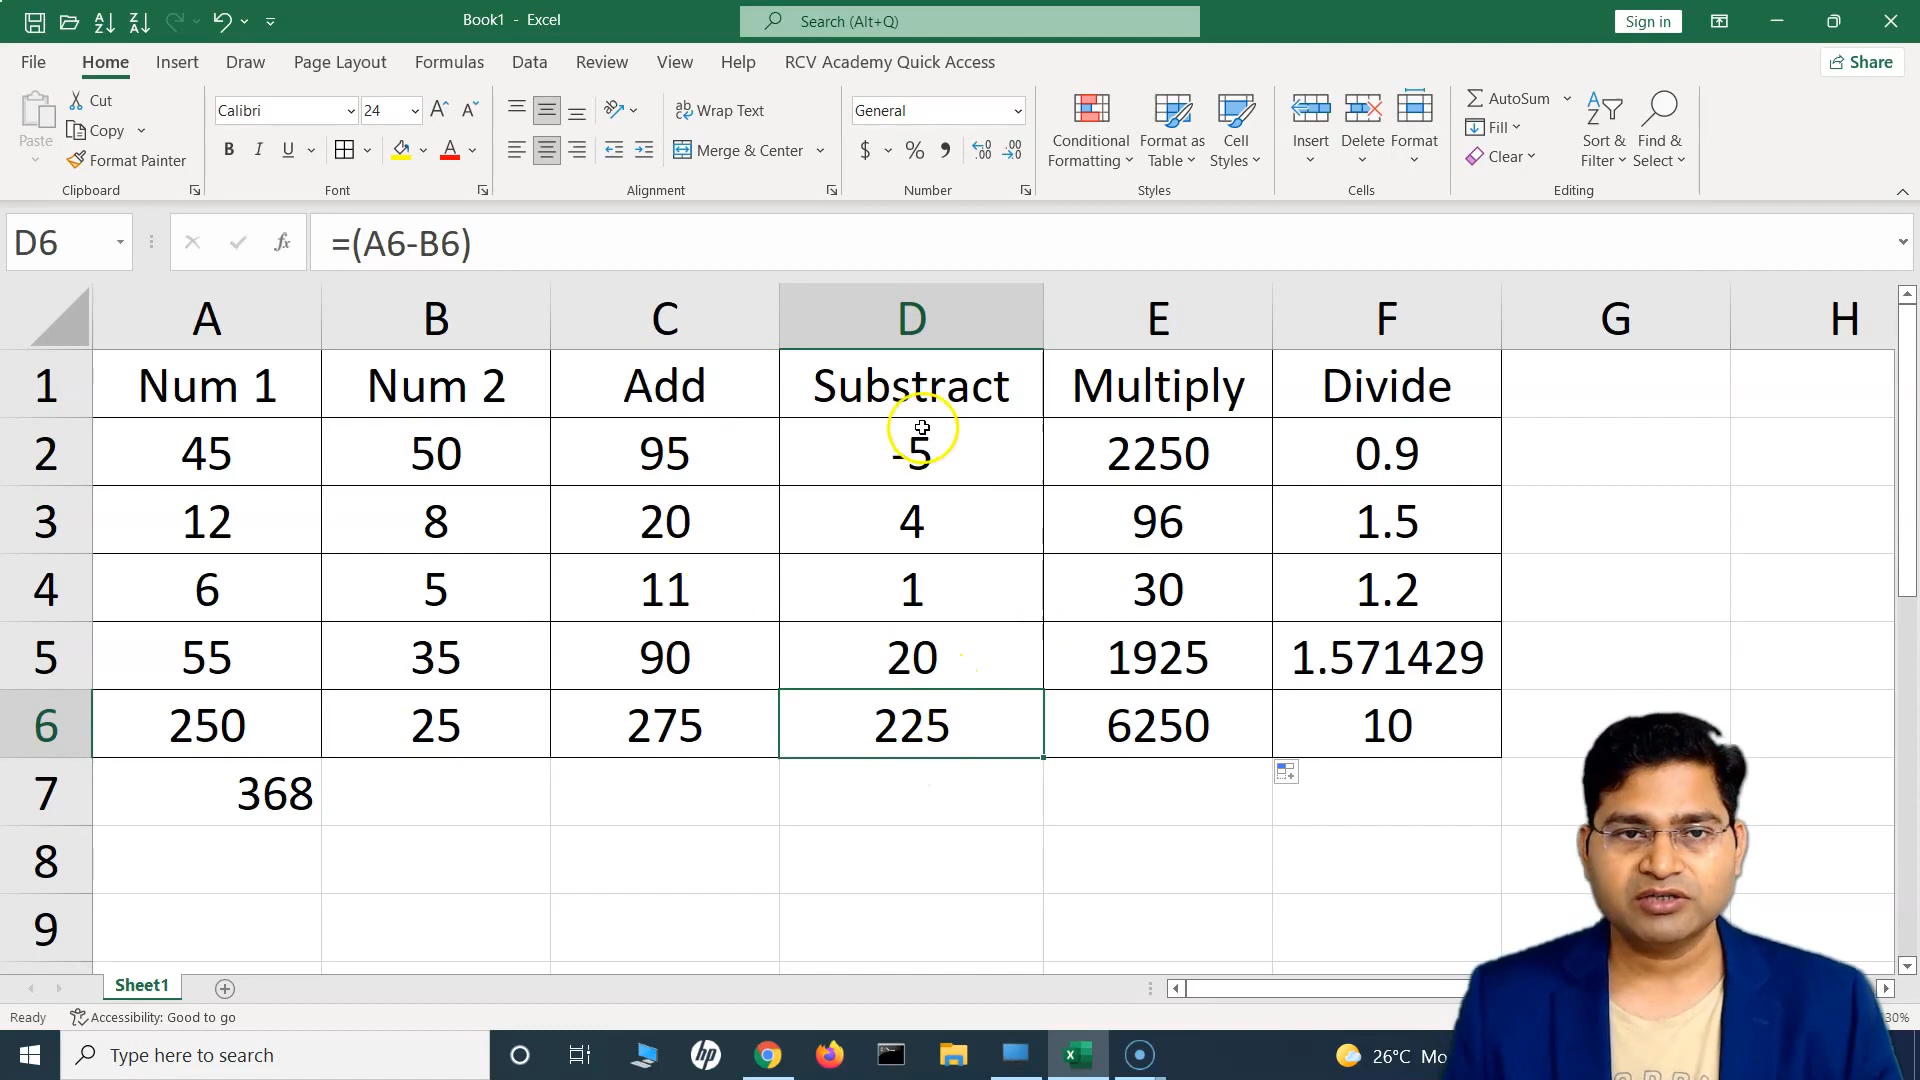 Book1 - Excel
Search (Alt+Q)
Sign in
File Home Insert Draw Page Layout Formulas Data Review View Help RCV Academy Quick Access
Share
Paste
Cut
Copy
Format Painter
Clipboard
Calibri 24
B I U
Font
Wrap Text
Merge & Center
Alignment
General
$ % ,
Number
Conditional Formatting
Format as Table
Cell Styles
Styles
Insert Delete Format
Cells
AutoSum
Fill
Clear
Sort & Filter
Find & Select
Editing
D6 fx =(A6-B6)
A B C D E F G H
1 Num 1 Num 2 Add Substract Multiply Divide
2 45 50 95 -5 2250 0.9
3 12 8 20 4 96 1.5
4 6 5 11 1 30 1.2
5 55 35 90 20 1925 1.571429
6 250 25 275 225 6250 10
7 368
8
9
Sheet1
Ready Accessibility: Good to go
Type here to search
hp
26°C